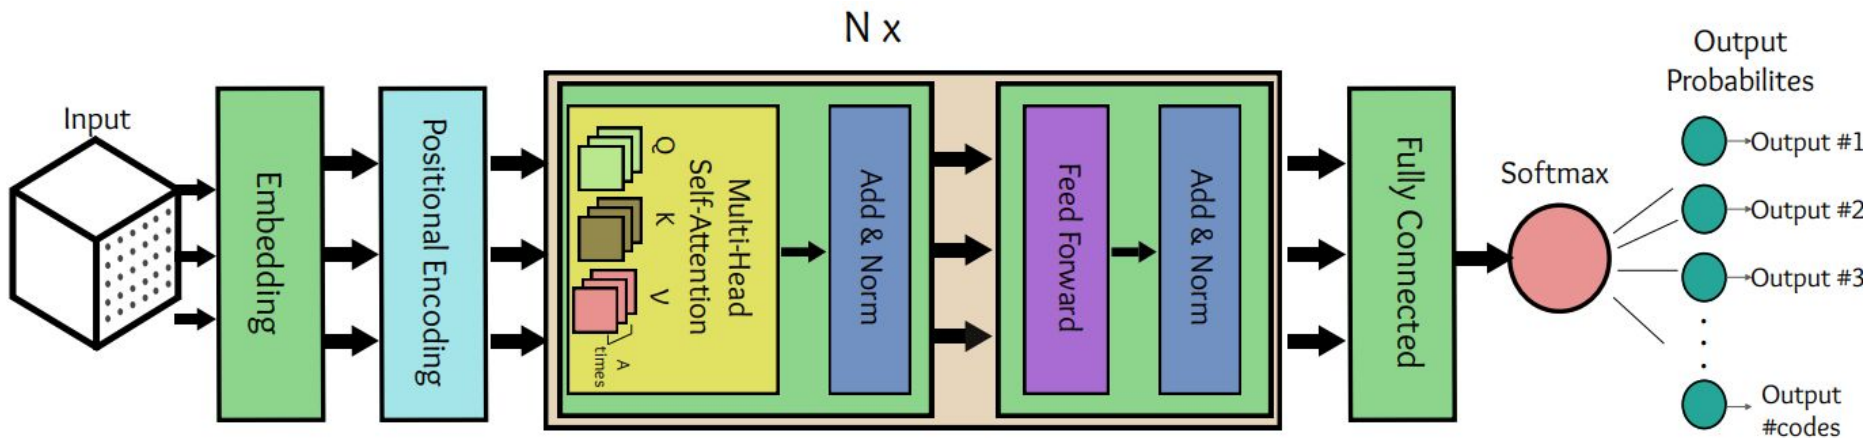 N x
Input
Embedding
Positional Encoding
Q
K
V
A
times
Multi-Head
Self-Attention
Add & Norm
Feed Forward
Add & Norm
Fully Connected
Softmax
Output
Probabilites
Output #1
Output #2
Output #3
Output
#codes